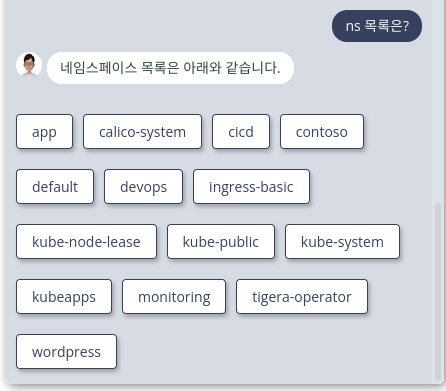 ns 목록은?
네임스페이스 목록은 아래와 같습니다.
app calico-system cicd contoso
default devops ingress-basic
kube-node-lease kube-public kube-system
kubeapps monitoring tigera-operator
wordpress